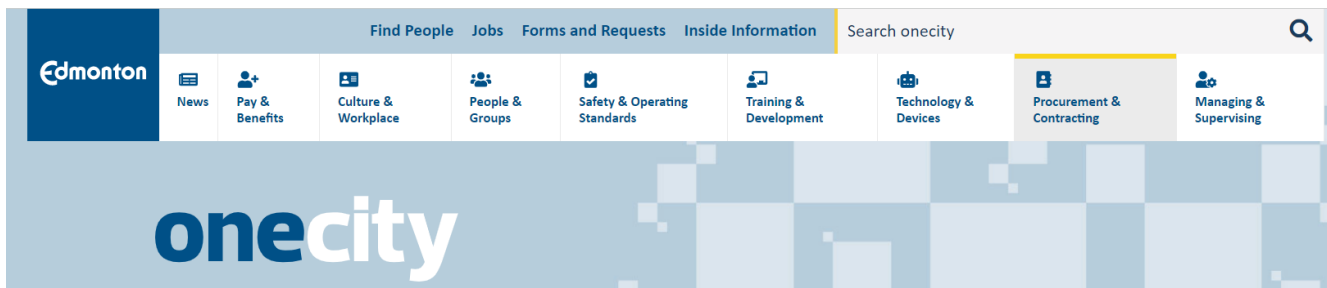 Find People Jobs Forms and Requests Inside Information Search onecity
Edmonton
News
Pay &
Benefits
Culture &
Workplace
People &
Groups
Safety & Operating
Standards
Training &
Development
Technology &
Devices
Procurement &
Contracting
Managing &
Supervising
onecity